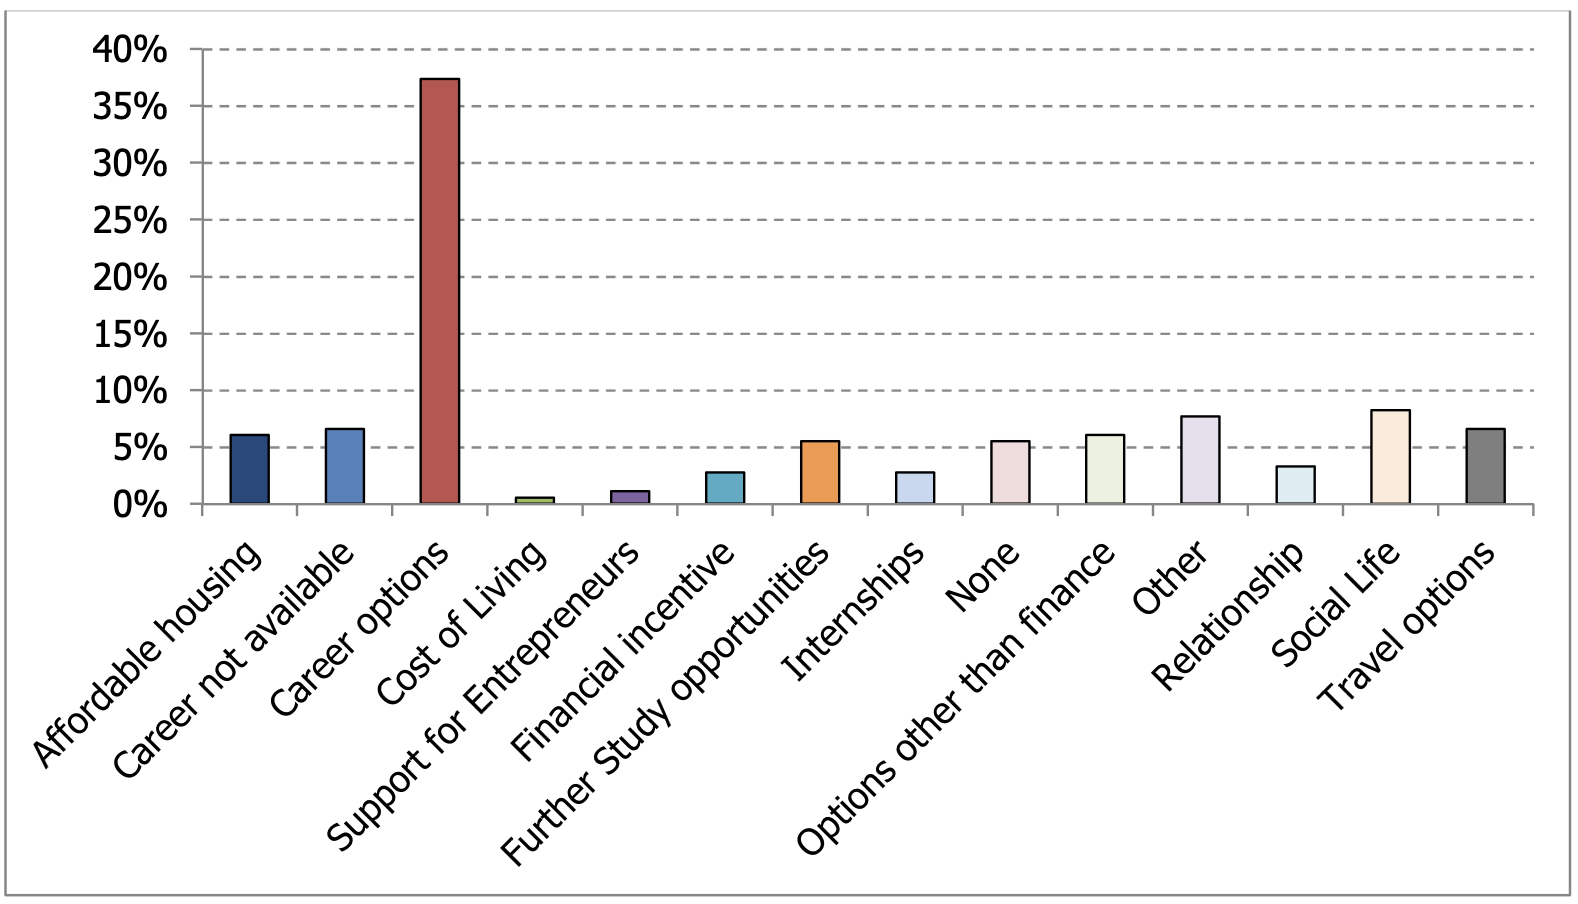 40%
35%
30%
25%
20%
15%
10%
5%
0%
Affordable housing
Career not available
Career options
Cost of Living
Support for Entrepreneurs
Financial incentive
Further Study opportunities
Internships
None
Options other than finance
Other
Relationship
Social Life
Travel options